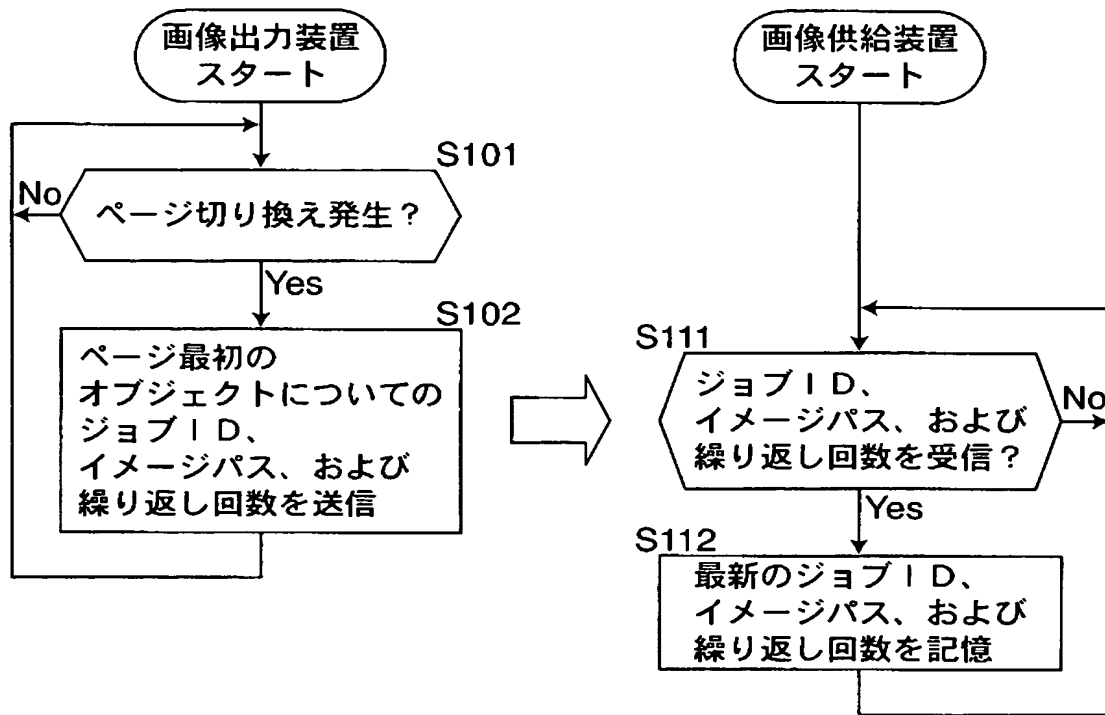 画像出力装置
スタート
S101
No
ページ切り換え発生？
Yes
S102
ページ最初の
オブジェクトについての
ジョブＩＤ、
イメージパス、および
繰り返し回数を送信
画像供給装置
スタート
S111
ジョブＩＤ、
イメージパス、および
繰り返し回数を受信？
No
Yes
S112
最新のジョブＩＤ、
イメージパス、および
繰り返し回数を記憶